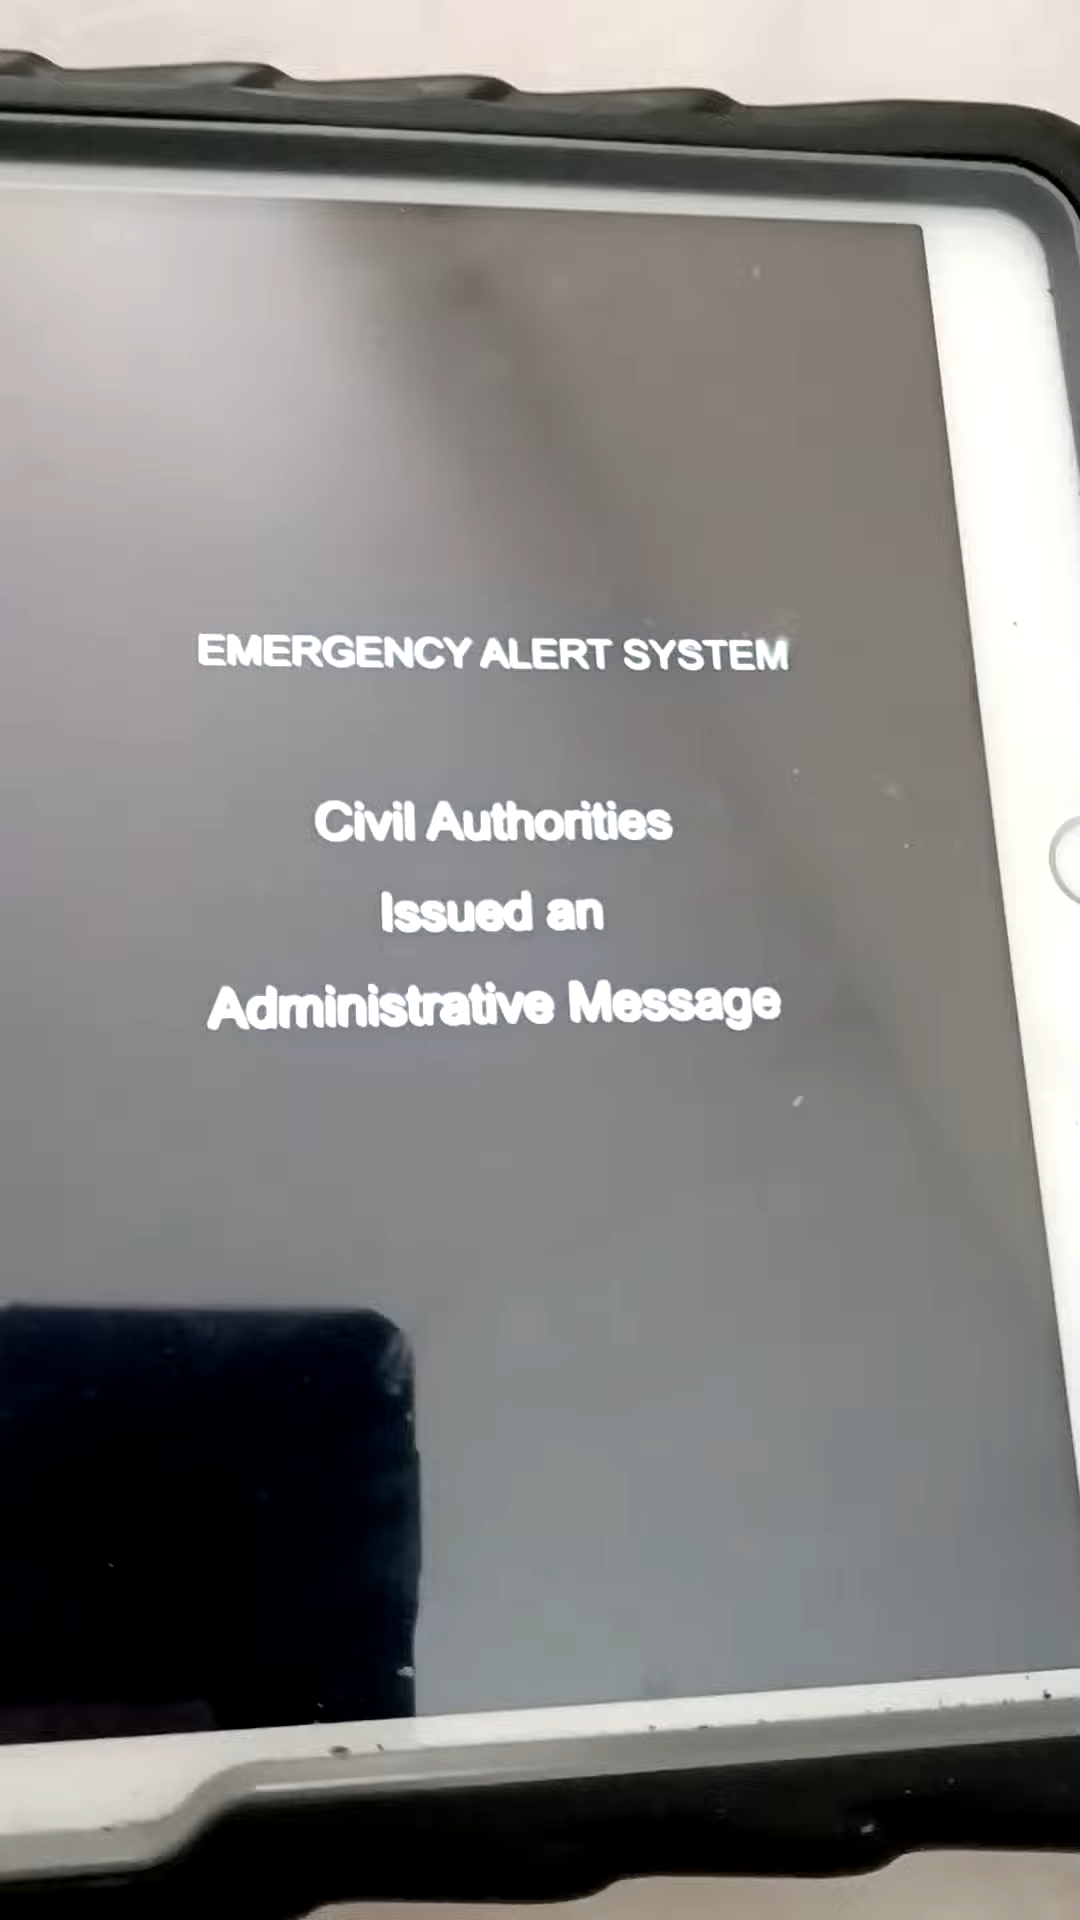 EMERGENCY ALERT SYSTEM
Civil Authorities
Issued an
Administrative Message